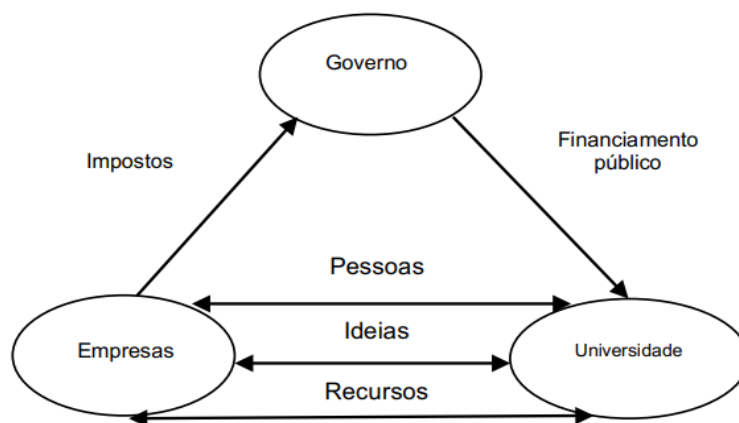 Governo
Impostos
Financiamento
público
Pessoas
Ideias
Empresas
Universidade
Recursos